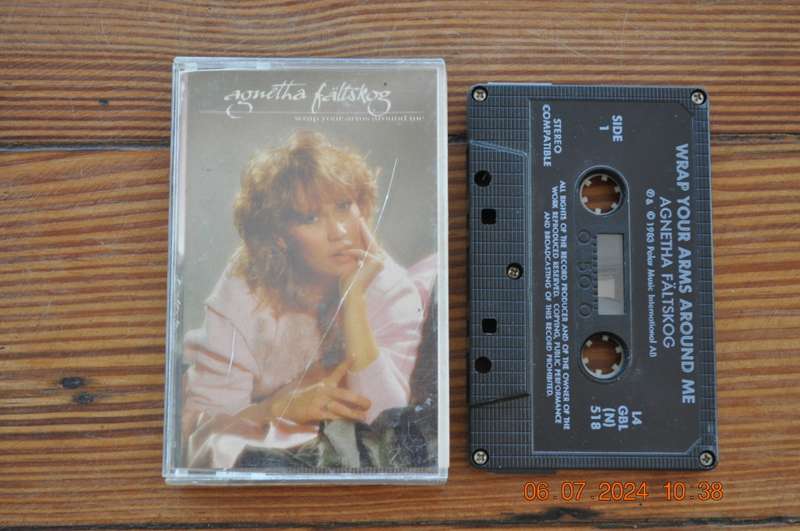 agnetha fältskog
wrap your arms around me
WRAP YOUR ARMS AROUND ME
AGNETHA FÄLTSKOG
℗& © 1983 Polar Music International AB
SIDE
1
STEREO
COMPATIBLE
ALL RIGHTS OF THE RECORD PRODUCER AND OF THE OWNER OF THE
WORK REPRODUCED RESERVED. COPYING, PUBLIC PERFORMANCE
AND BROADCASTING OF THIS RECORD PROHIBITED.
L4
GBL
(N)
518
06.07.2024 10:38